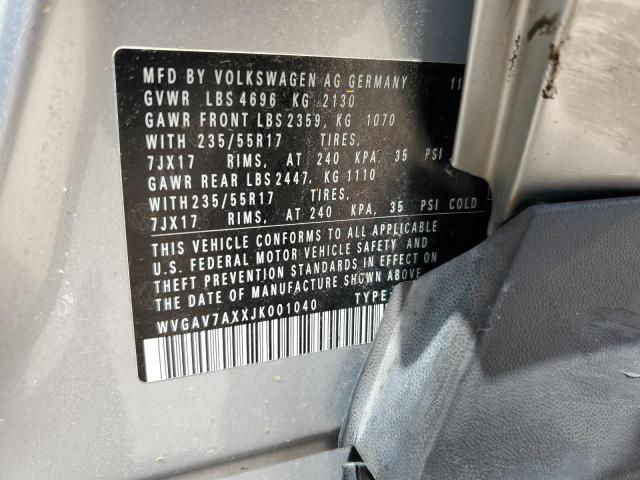 MFD BY VOLKSWAGEN AG GERMANY 11
GVWR LBS 4696 KG 2130
GAWR FRONT LBS 2359, KG 1070
WITH 235/55R17 TIRES,
7JX17 RIMS, AT 240 KPA, 35 PSI
GAWR REAR LBS 2447, KG 1110
WITH 235/55R17 TIRES,
7JX17 RIMS, AT 240 KPA, 35 PSI COLD
THIS VEHICLE CONFORMS TO ALL APPLICABLE
U.S. FEDERAL MOTOR VEHICLE SAFETY AND
THEFT PREVENTION STANDARDS IN EFFECT ON
THE DATE OF MANUFACTURE SHOWN ABOVE
WVGAV7AXXJK001040 TYPE: